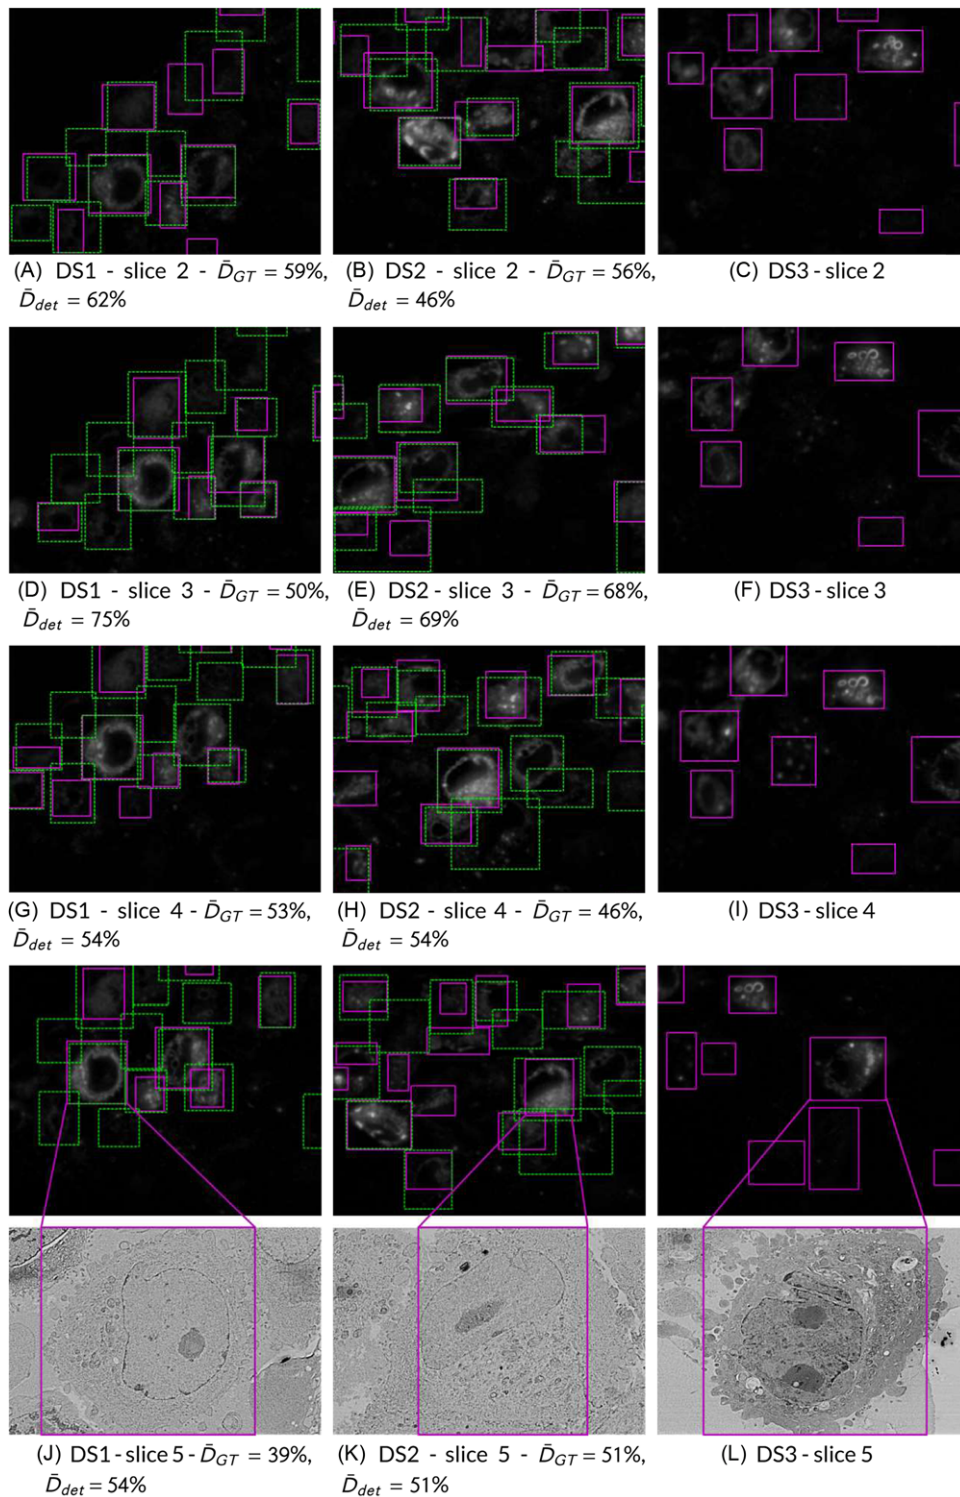 (A) DS1 - slice 2 - D̄GT = 59%,
D̄det = 62%
(B) DS2 - slice 2 - D̄GT = 56%,
D̄det = 46%
(C) DS3 - slice 2
(D) DS1 - slice 3 - D̄GT = 50%,
D̄det = 75%
(E) DS2 - slice 3 - D̄GT = 68%,
D̄det = 69%
(F) DS3 - slice 3
(G) DS1 - slice 4 - D̄GT = 53%,
D̄det = 54%
(H) DS2 - slice 4 - D̄GT = 46%,
D̄det = 54%
(I) DS3 - slice 4
(J) DS1 - slice 5 - D̄GT = 39%,
D̄det = 54%
(K) DS2 - slice 5 - D̄GT = 51%,
D̄det = 51%
(L) DS3 - slice 5